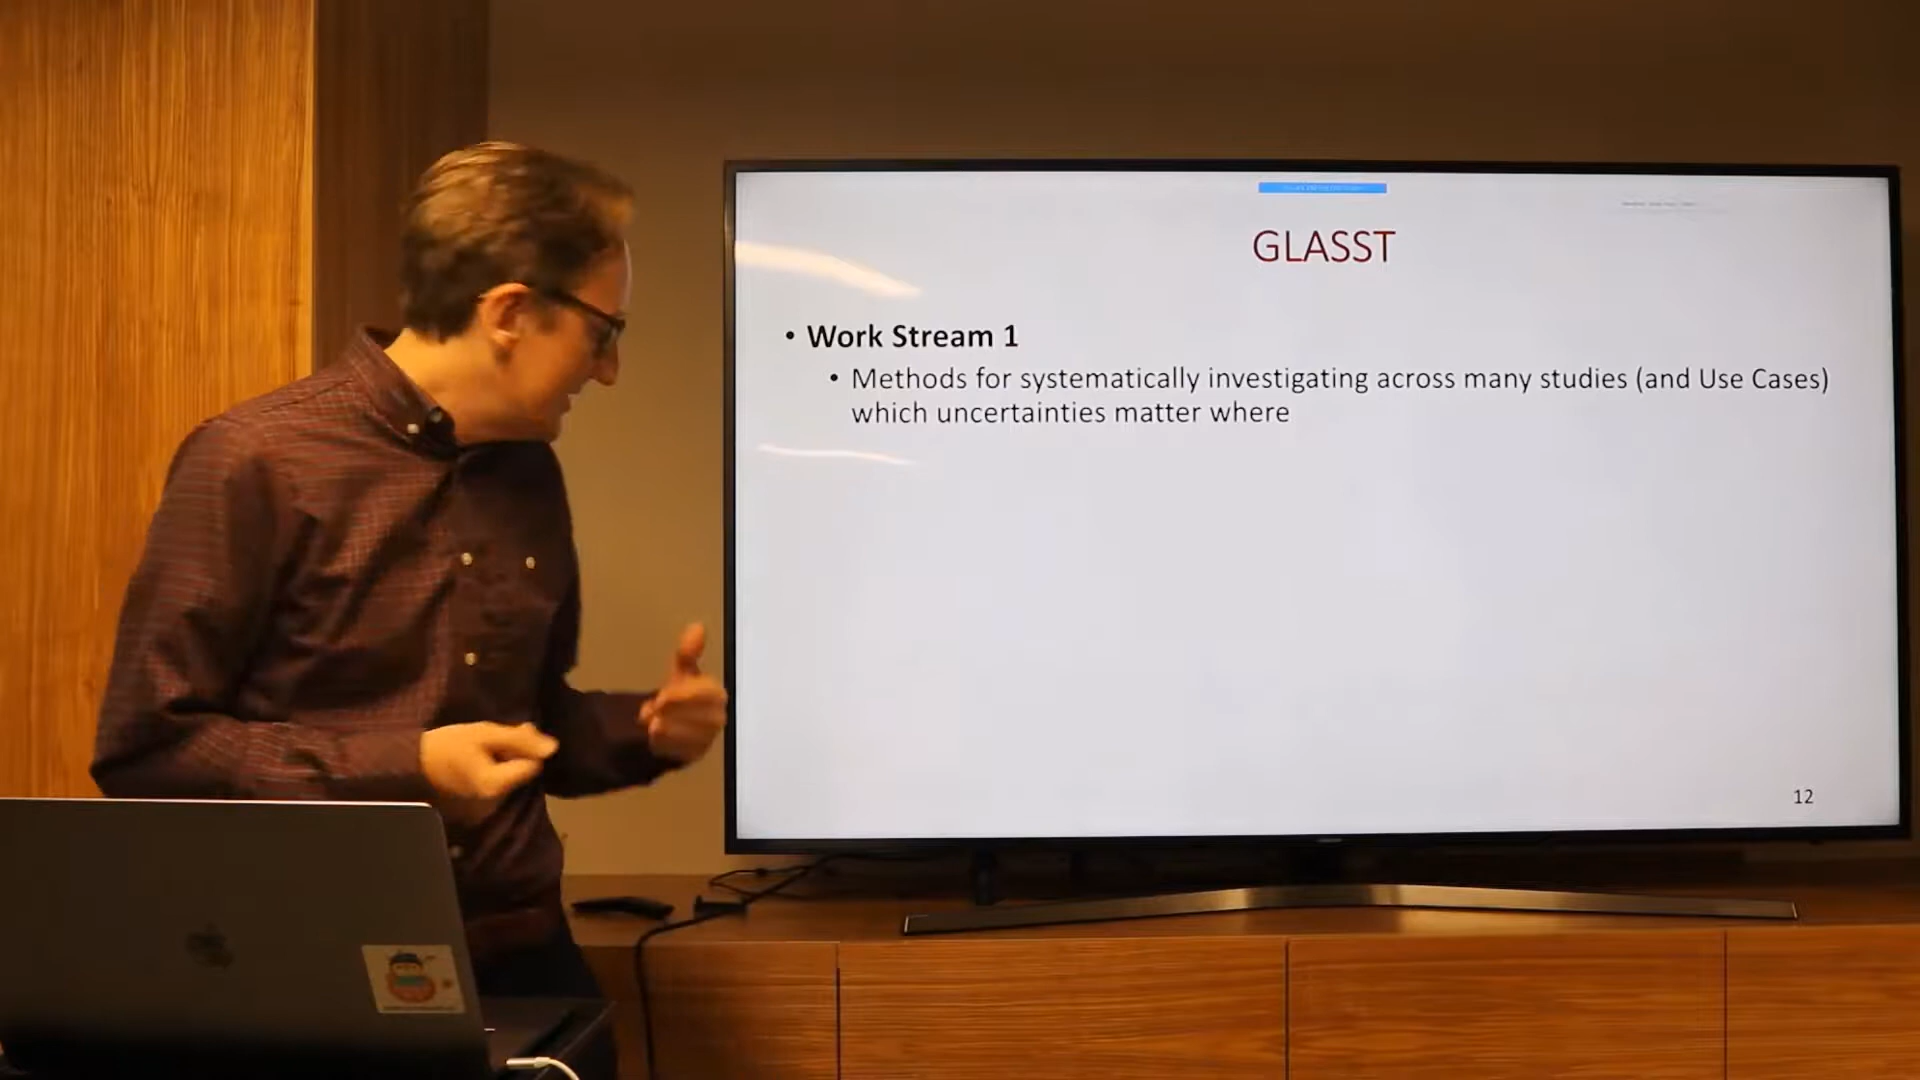 GLASST
• Work Stream 1
• Methods for systematically investigating across many studies (and Use Cases)
which uncertainties matter where
12